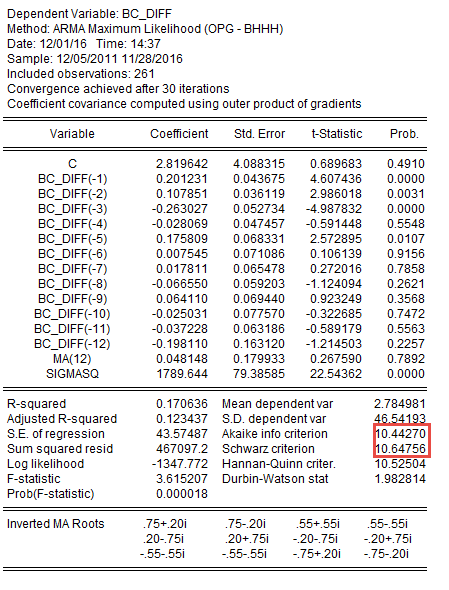 Dependent Variable: BC_DIFF
Method: ARMA Maximum Likelihood (OPG - BHHH)
Date: 12/01/16 Time: 14:37
Sample: 12/05/2011 11/28/2016
Included observations: 261
Convergence achieved after 30 iterations
Coefficient covariance computed using outer product of gradients
Variable Coefficient Std. Error t-Statistic Prob.
C 2.819642 4.088315 0.689683 0.4910
BC_DIFF(-1) 0.201231 0.043675 4.607436 0.0000
BC_DIFF(-2) 0.107851 0.036119 2.986018 0.0031
BC_DIFF(-3) -0.263027 0.052734 -4.987832 0.0000
BC_DIFF(-4) -0.028069 0.047457 -0.591448 0.5548
BC_DIFF(-5) 0.175809 0.068331 2.572895 0.0107
BC_DIFF(-6) 0.007545 0.071086 0.106139 0.9156
BC_DIFF(-7) 0.017811 0.065478 0.272016 0.7858
BC_DIFF(-8) -0.066550 0.059203 -1.124094 0.2621
BC_DIFF(-9) 0.064110 0.069440 0.923249 0.3568
BC_DIFF(-10) -0.025031 0.077570 -0.322685 0.7472
BC_DIFF(-11) -0.037228 0.063186 -0.589179 0.5563
BC_DIFF(-12) -0.198110 0.163120 -1.214503 0.2257
MA(12) 0.048148 0.179933 0.267590 0.7892
SIGMASQ 1789.644 79.38585 22.54362 0.0000
R-squared 0.170636 Mean dependent var 2.784981
Adjusted R-squared 0.123437 S.D. dependent var 46.54193
S.E. of regression 43.57487 Akaike info criterion 10.44270
Sum squared resid 467097.2 Schwarz criterion 10.64756
Log likelihood -1347.772 Hannan-Quinn criter. 10.52504
F-statistic 3.615207 Durbin-Watson stat 1.982814
Prob(F-statistic) 0.000018
Inverted MA Roots .75+.20i .75-.20i .55+.55i .55-.55i
.20-.75i .20+.75i -.20-.75i -.20+.75i
-.55-.55i -.55-.55i -.75+.20i -.75-.20i